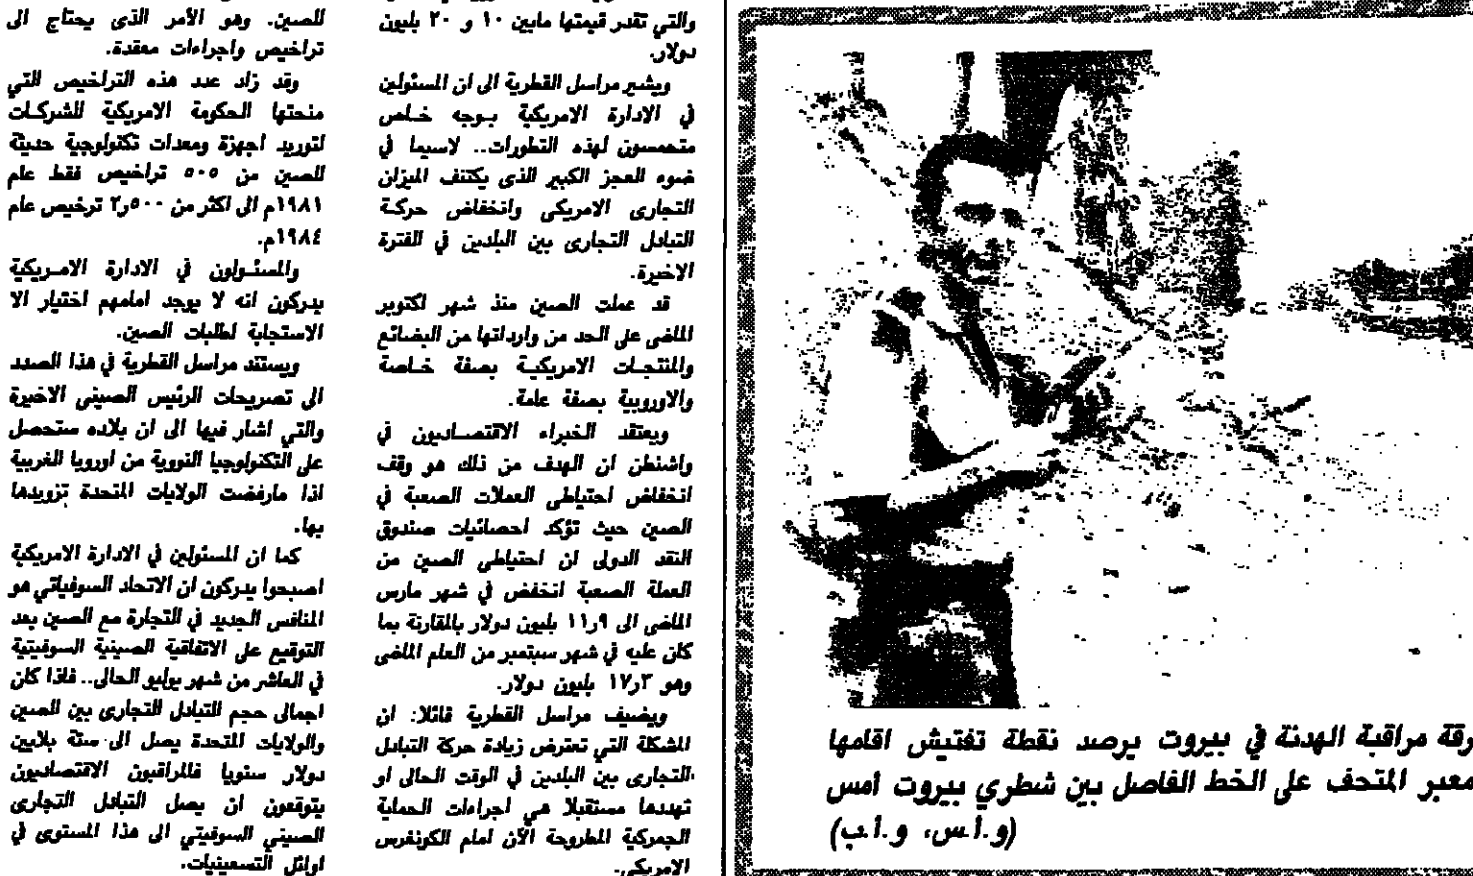 رقة مراقبة الهدنة في بيروت يرصد نقطة تفتيش اقامها
معبر المتحف على الخط الفاصل بين شطري بيروت أمس
(و.أ.س، و.أ.ب)
والتي تقدر قيمتها مابين ١٠ و ٢٠ بليون
دولار.
ويشير مراسل القطرية الى ان المسئولين
في الادارة الامريكية بوجه خاص
متحمسون لهذه التطورات.. لاسيما في
ضوء العجز الكبير الذى يكتنف الميزان
التجارى الامريكى وانخفاض حركة
التبادل التجارى بين البلدين في الفترة
الاخيرة.
قد عملت الصين منذ شهر اكتوبر
الماضى على الحد من وارداتها من البضائع
والمنتجات الامريكية بصفة خاصة
والاوروبية بصفة عامة.
ويعتقد الخبراء الاقتصاديون في
واشنطن ان الهدف من ذلك هو وقف
انخفاض احتياطى العملات الصعبة في
الصين حيث تؤكد احصائيات صندوق
النقد الدولى ان احتياطى الصين من
العملة الصعبة انخفض في شهر مارس
الماضى الى ١١٫٩ بليون دولار بالمقارنة بما
كان عليه في شهر سبتمبر من العام الماضى
وهو ١٧٫٣ بليون دولار.
ويضيف مراسل القطرية قائلا: ان
المشكلة التي تعترض زيادة حركة التبادل
التجارى بين البلدين في الوقت الحالى او
تهددها مستقبلا هي اجراءات الحماية
الجمركية المطروحة الآن امام الكونغرس
الامريكى.
للصين. وهو الأمر الذى يحتاج الى
تراخيص واجراءات معقدة.
وقد زاد عدد هذه التراخيص التي
منحتها الحكومة الامريكية للشركات
لتوريد اجهزة ومعدات تكنولوجية حديثة
للصين من ٥٠٠ تراخيص فقط عام
١٩٨١م الى اكثر من ٢٫٥٠٠ ترخيص عام
١٩٨٤م.
والمسئولون في الادارة الامريكية
يدركون انه لا يوجد امامهم اختيار الا
الاستجابة لطلبات الصين.
ويستند مراسل القطرية في هذا الصدد
الى تصريحات الرئيس الصينى الاخيرة
والتي اشار فيها الى ان بلاده ستحصل
على التكنولوجيا النووية من اوروبا الغربية
اذا مارفضت الولايات المتحدة تزويدها
بها.
كما ان المسئولين في الادارة الامريكية
اصبحوا يدركون ان الاتحاد السوفياتي هو
المنافس الجديد في التجارة مع الصين بعد
التوقيع على الاتفاقية الصينية السوفيتية
في العاشر من شهر يوليو الحالى.. فاذا كان
اجمالى حجم التبادل التجارى بين الصين
والولايات المتحدة يصل الى ستة بلايين
دولار سنويا فالمراقبون الاقتصاديون
يتوقعون ان يصل التبادل التجارى
الصيني السوفيتي الى هذا المستوى في
اوائل التسعينيات.